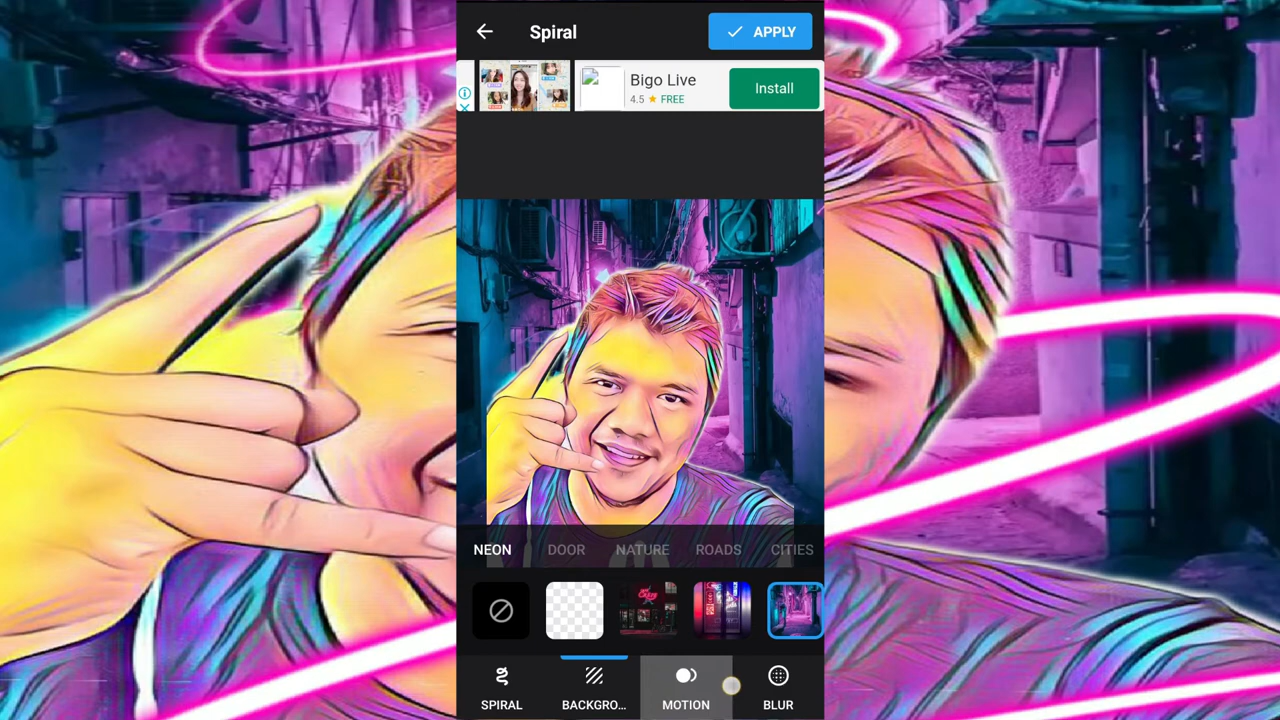 Spiral
APPLY
Bigo Live
4.5 ★ FREE
Install
NEON DOOR NATURE ROADS CITIES
SPIRAL BACKGRO... MOTION BLUR